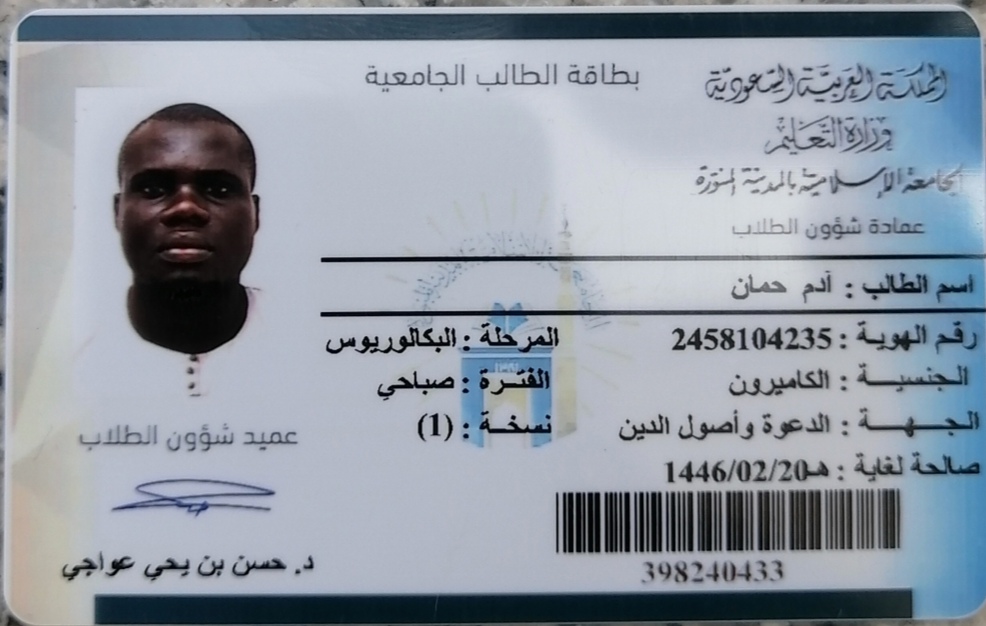 بطاقة الطالب الجامعية
المملكة العربية السعودية
وزارة التعليم
الجامعة الإسلامية بالمدينة المنورة
عمادة شؤون الطلاب
اسم الطالب : آدم حمان
رقم الهوية : 2458104235
المرحلة : البكالوريوس
الجنسية : الكاميرون
الفترة : صباحي
الجهة : الدعوة وأصول الدين
نسخة : (1)
صالحة لغاية : 1446/02/20هـ
398240433
عميد شؤون الطلاب
د. حسن بن يحي عواجي